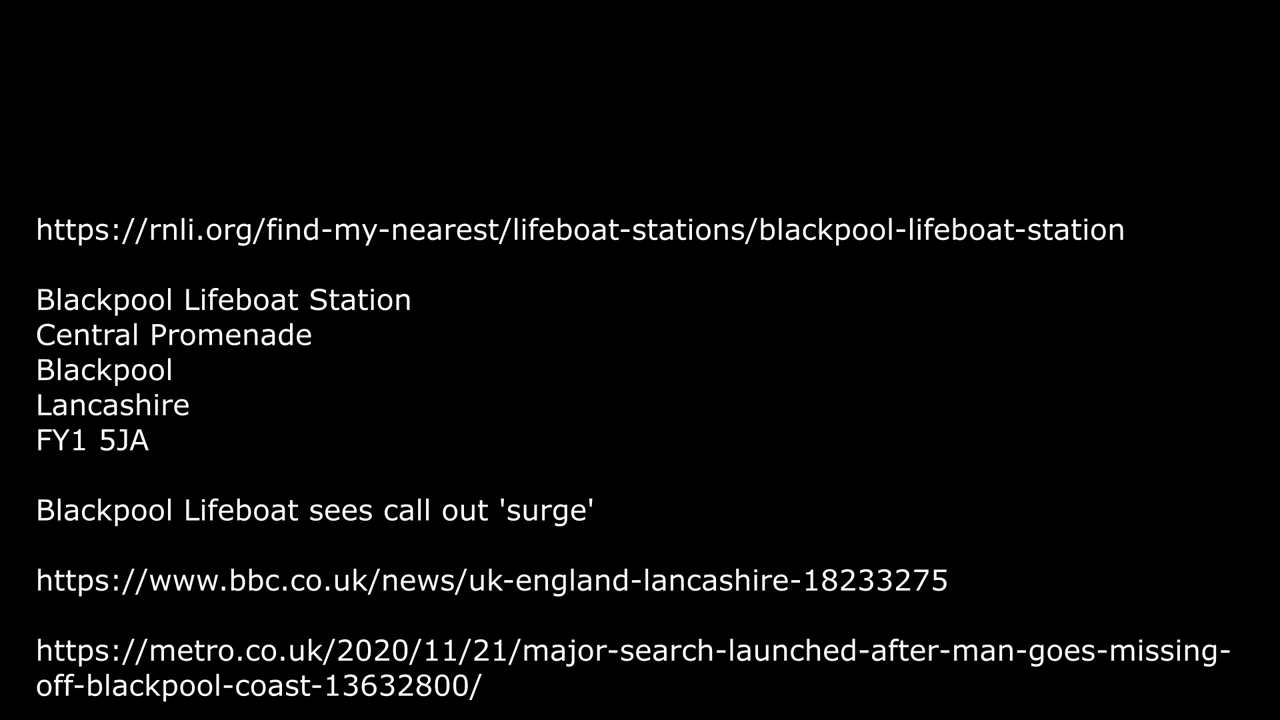 https://rnli.org/find-my-nearest/lifeboat-stations/blackpool-lifeboat-station
Blackpool Lifeboat Station
Central Promenade
Blackpool
Lancashire
FY1 5JA
Blackpool Lifeboat sees call out 'surge'
https://www.bbc.co.uk/news/uk-england-lancashire-18233275
https://metro.co.uk/2020/11/21/major-search-launched-after-man-goes-missing-
off-blackpool-coast-13632800/